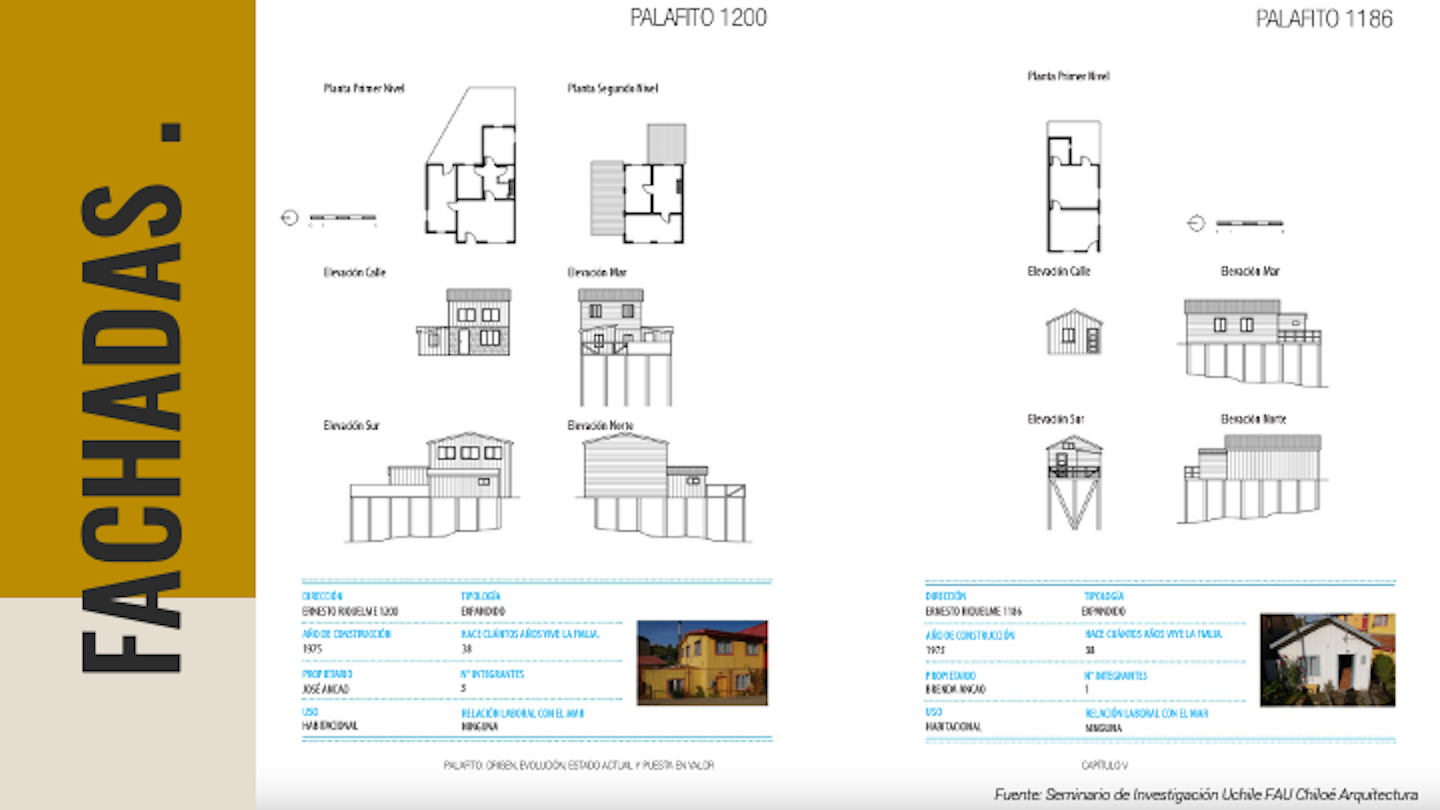 FACHADAS .
PALAFITO 1200
Planta Primer Nivel
Planta Segundo Nivel
Elevación Calle
Elevación Mar
Elevación Sur
Elevación Norte
DIRECCIÓN
ERNESTO RIQUELME 1200
TIPOLOGÍA
EXPANDIDO
AÑO DE CONSTRUCCIÓN
1975
HACE CUÁNTOS AÑOS VIVE LA FMLIA.
38
PROPIETARIO
JOSÉ ANCAO
N° INTEGRANTES
USO
HABITACIONAL
RELACIÓN LABORAL CON EL MAR
NINGUNA
PALAFITO: ORIGEN, EVOLUCIÓN, ESTADO ACTUAL Y PUESTA EN VALOR
PALAFITO 1186
Planta Primer Nivel
Elevación Calle
Elevación Mar
Elevación Sur
Elevación Norte
DIRECCIÓN
ERNESTO RIQUELME 1186
TIPOLOGÍA
EXPANDIDO
AÑO DE CONSTRUCCIÓN
1975
HACE CUÁNTOS AÑOS VIVE LA FMLIA.
38
PROPIETARIO
BRENDA ANCAO
N° INTEGRANTES
1
USO
HABITACIONAL
RELACIÓN LABORAL CON EL MAR
NINGUNA
CAPÍTULO V
Fuente: Seminario de Investigación Uchile FAU Chiloé Arquitectura